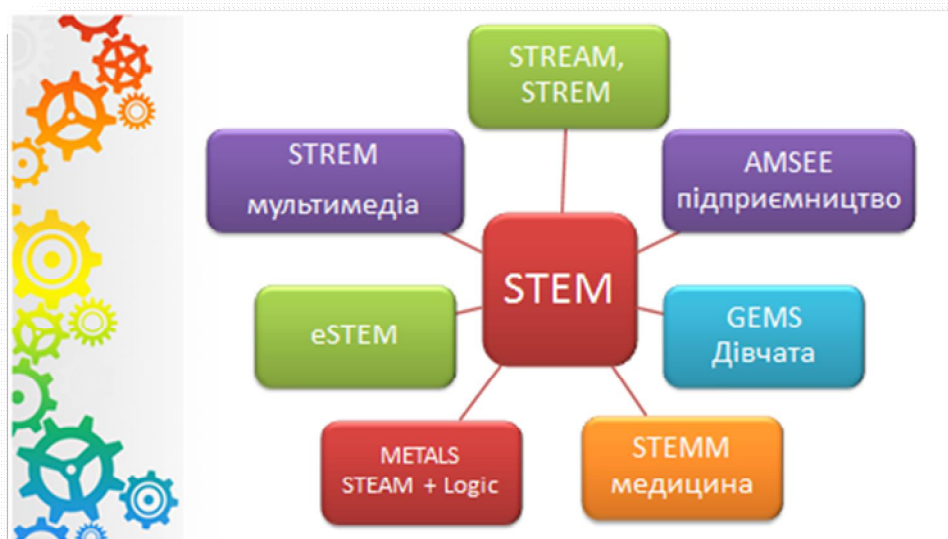 STREAM,
STREM
STREM
мультимедіа
AMSEE
підприємництво
STEM
eSTEM
GEMS
Дівчата
METALS
STEAM + Logic
STEMM
медицина